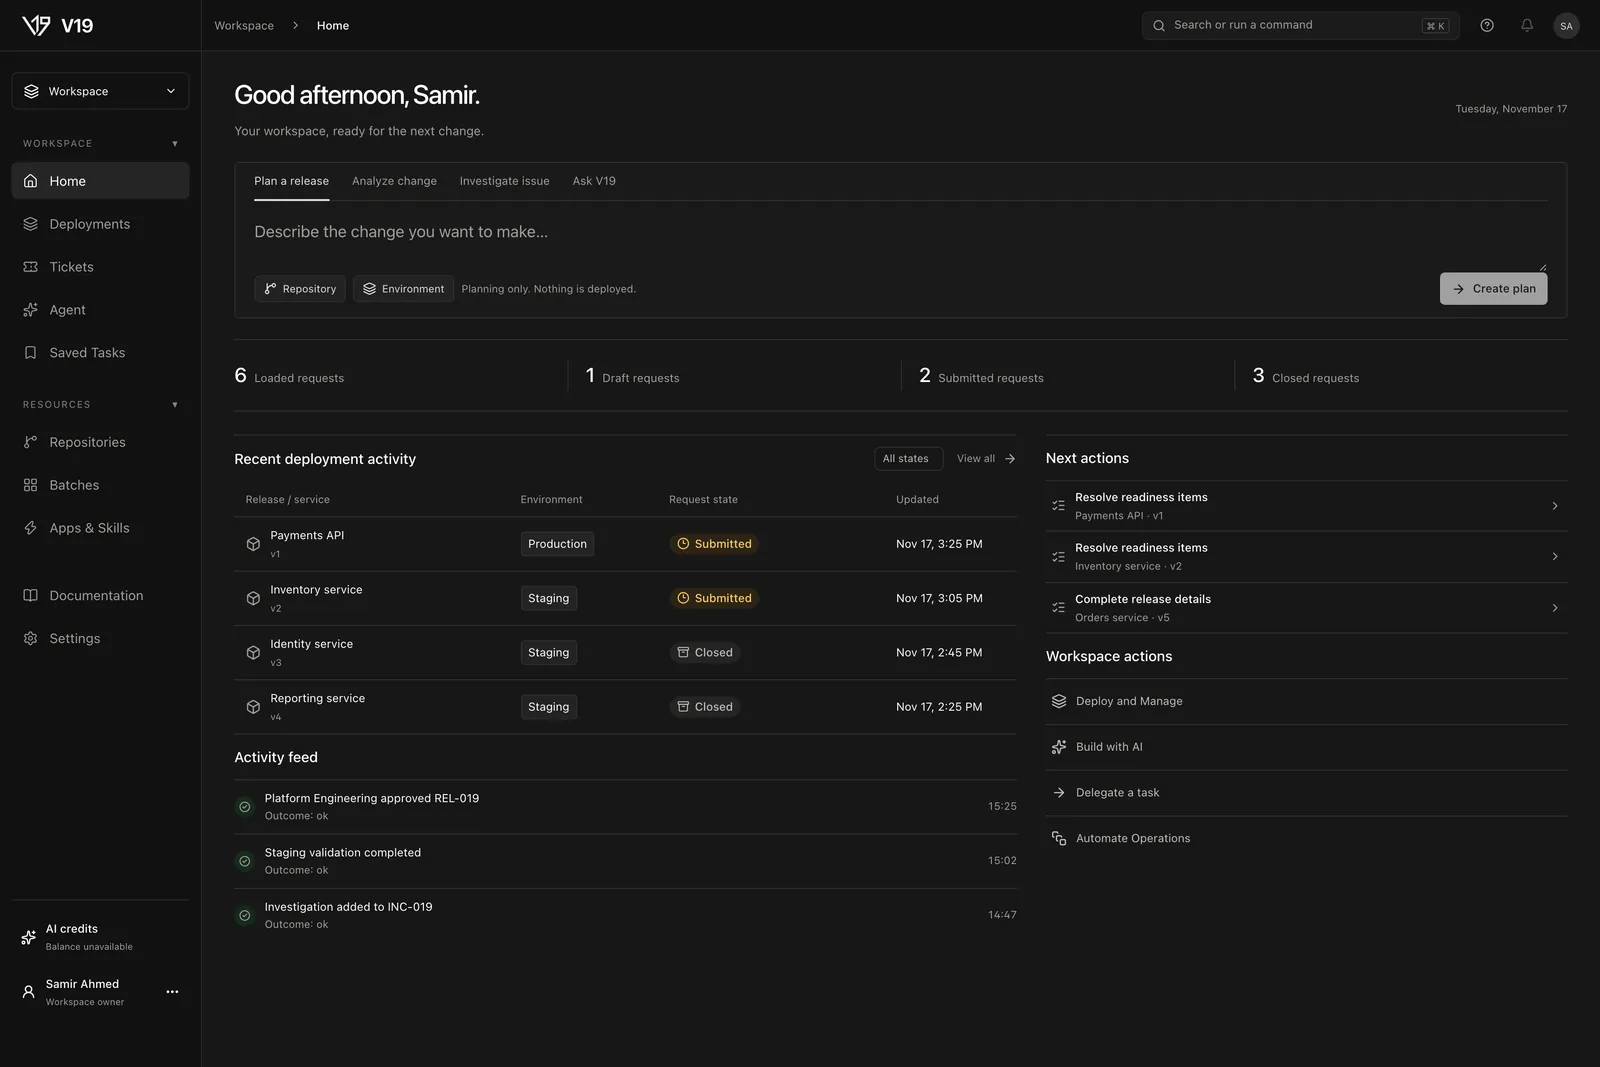 V19
Workspace > Home
Search or run a command
⌘ K
SA
Workspace
WORKSPACE
Home
Deployments
Tickets
Agent
Saved Tasks
RESOURCES
Repositories
Batches
Apps & Skills
Documentation
Settings
AI credits
Balance unavailable
Samir Ahmed
Workspace owner
Good afternoon, Samir.
Your workspace, ready for the next change.
Tuesday, November 17
Plan a release
Analyze change
Investigate issue
Ask V19
Describe the change you want to make...
Repository
Environment
Planning only. Nothing is deployed.
Create plan
6 Loaded requests
1 Draft requests
2 Submitted requests
3 Closed requests
Recent deployment activity
All states
View all
Release / service
Environment
Request state
Updated
Payments API
v1
Production
Submitted
Nov 17, 3:25 PM
Inventory service
v2
Staging
Submitted
Nov 17, 3:05 PM
Identity service
v3
Staging
Closed
Nov 17, 2:45 PM
Reporting service
v4
Staging
Closed
Nov 17, 2:25 PM
Activity feed
Platform Engineering approved REL-019
Outcome: ok
15:25
Staging validation completed
Outcome: ok
15:02
Investigation added to INC-019
Outcome: ok
14:47
Next actions
Resolve readiness items
Payments API · v1
Resolve readiness items
Inventory service · v2
Complete release details
Orders service · v5
Workspace actions
Deploy and Manage
Build with AI
Delegate a task
Automate Operations